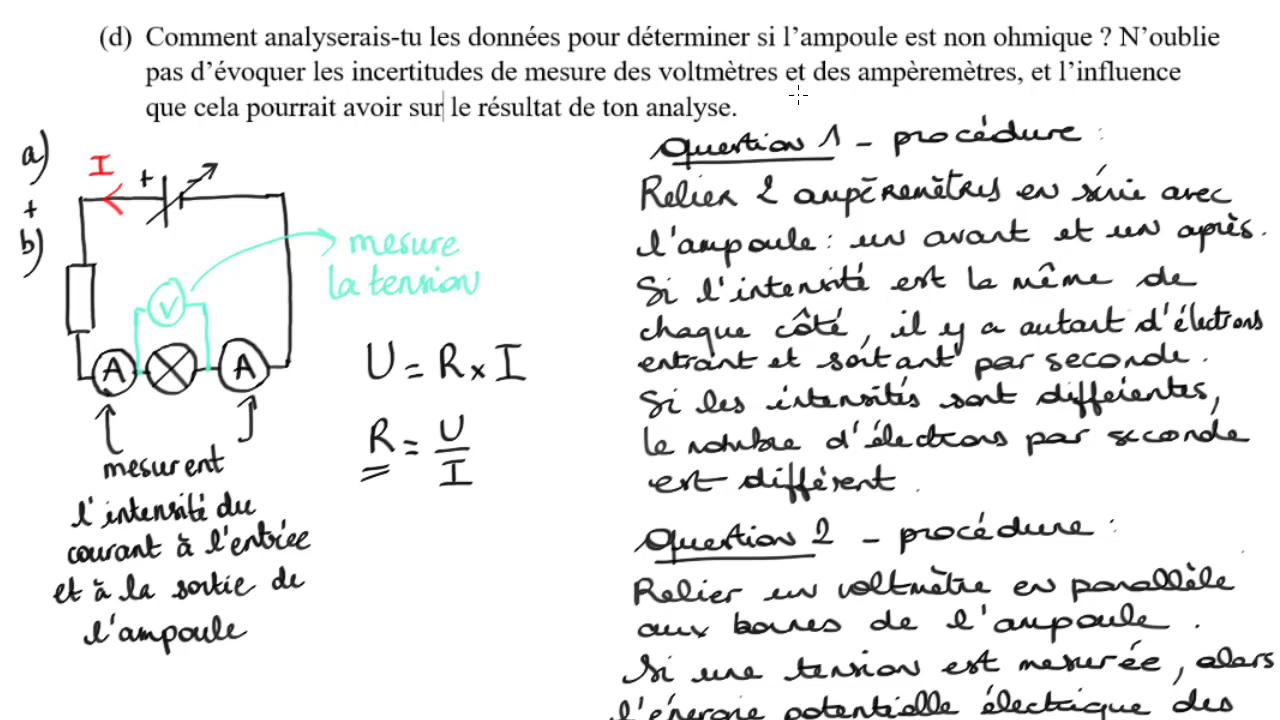 (d) Comment analyserais-tu les données pour déterminer si l’ampoule est non ohmique ? N’oublie
pas d’évoquer les incertitudes de mesure des voltmètres et des ampèremètres, et l’influence
que cela pourrait avoir sur le résultat de ton analyse.
a)
+
b)
I
+
V
A
A
mesure
la tension
mesurent
l'intensité du
courant à l'entrée
et à la sortie de
l'ampoule
U = R x I
R = U
I
Question 1 - procédure :
Relier 2 ampèremètres en série avec
l'ampoule : un avant et un après.
Si l'intensité est la même de
chaque côté, il y a autant d'électrons
entrant et sortant par seconde.
Si les intensités sont différentes,
le nombre d'électrons par seconde
est différent.
Question 2 - procédure :
Relier un voltmètre en parallèle
aux bornes de l'ampoule.
Si une tension est mesurée, alors
l'énergie potentielle électrique des